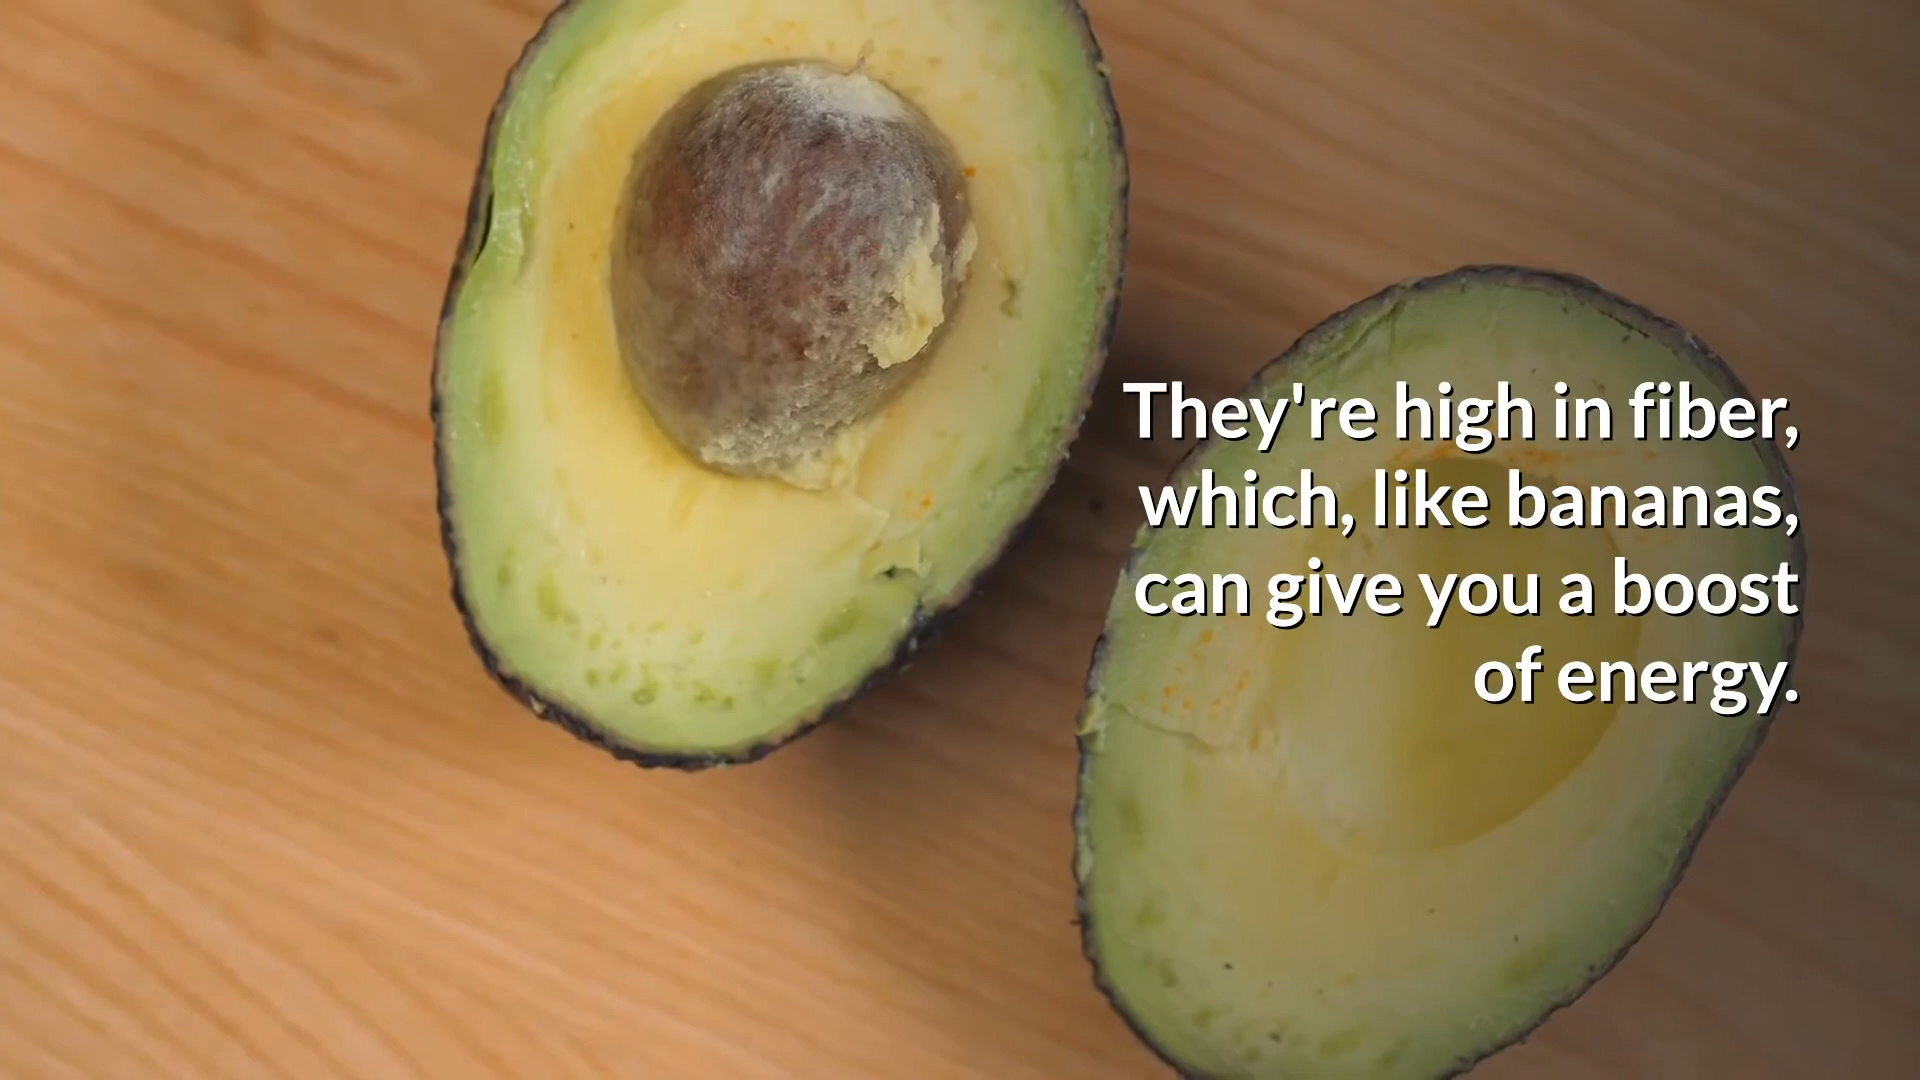 They're high in fiber,
which, like bananas,
can give you a boost
of energy.